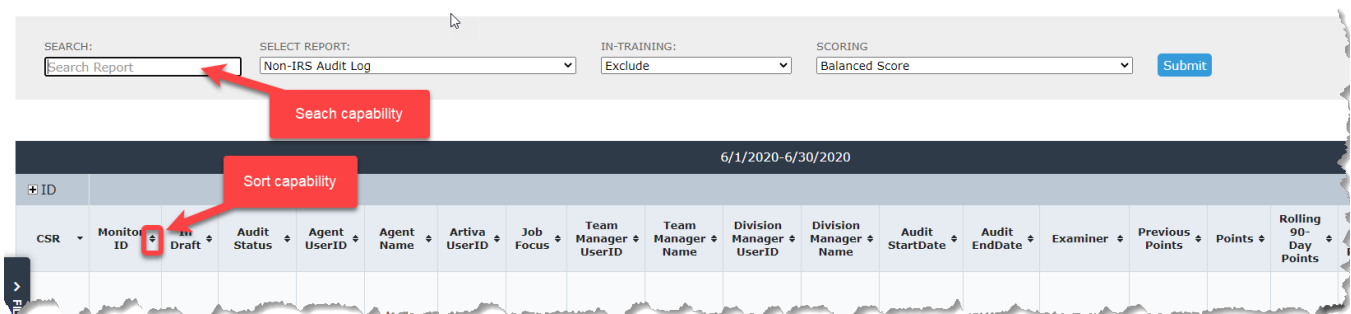 SEARCH: SELECT REPORT: IN-TRAINING: SCORING
Search Report Non-IRS Audit Log Exclude Balanced Score Submit
Seach capability
6/1/2020-6/30/2020
Sort capability
ID
CSR
Monitor
ID
In
Draft
Audit
Status
Agent
UserID
Agent
Name
Artiva
UserID
Job
Focus
Team
Manager
UserID
Team
Manager
Name
Division
Manager
UserID
Division
Manager
Name
Audit
StartDate
Audit
EndDate
Examiner
Previous
Points
Points
Rolling
90-
Day
Points